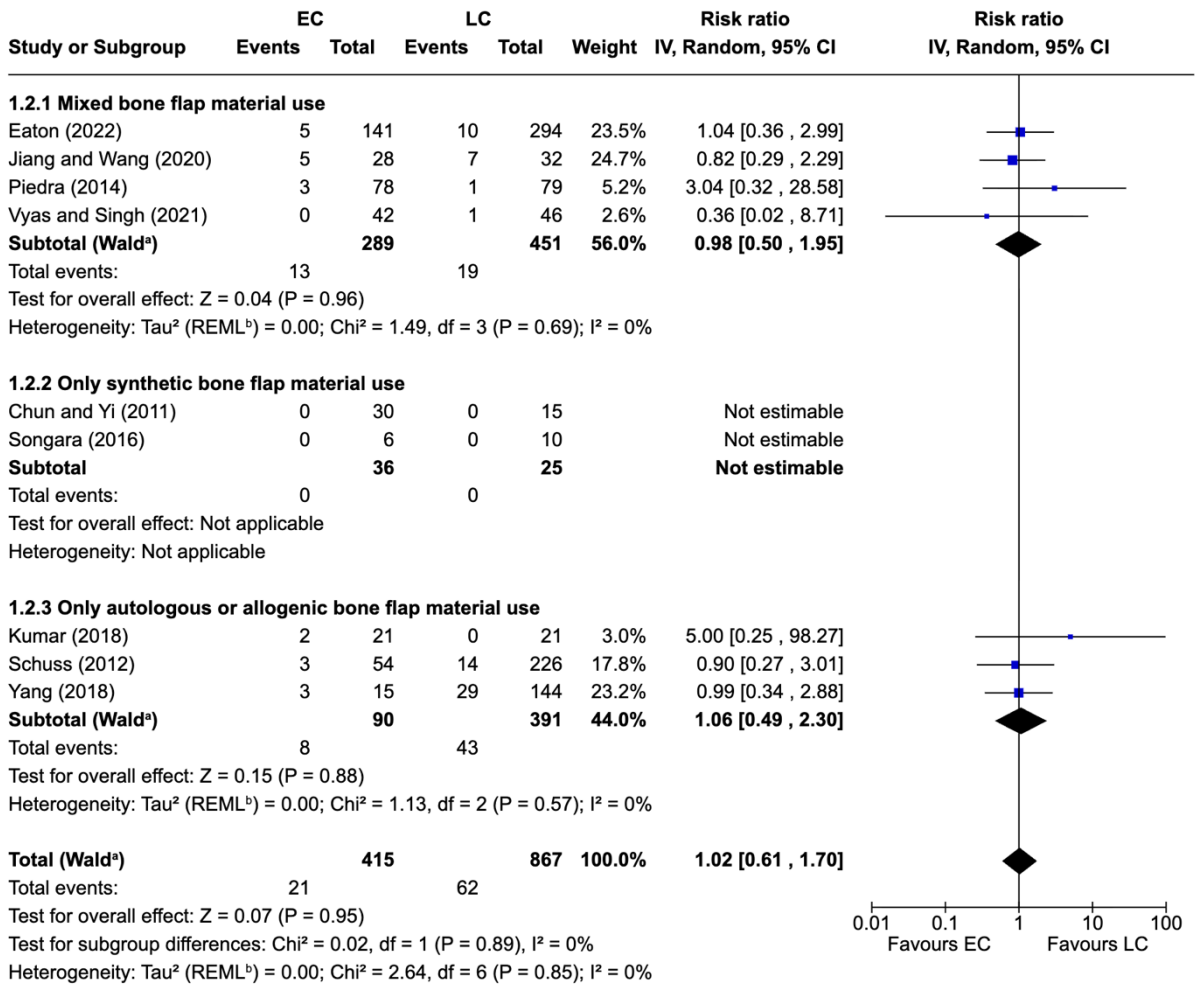 EC LC Risk ratio Risk ratio
Study or Subgroup Events Total Events Total Weight IV, Random, 95% CI IV, Random, 95% CI
1.2.1 Mixed bone flap material use
Eaton (2022) 5 141 10 294 23.5% 1.04 [0.36 , 2.99]
Jiang and Wang (2020) 5 28 7 32 24.7% 0.82 [0.29 , 2.29]
Piedra (2014) 3 78 1 79 5.2% 3.04 [0.32 , 28.58]
Vyas and Singh (2021) 0 42 1 46 2.6% 0.36 [0.02 , 8.71]
Subtotal (Waldᵃ) 289 451 56.0% 0.98 [0.50 , 1.95]
Total events: 13 19
Test for overall effect: Z = 0.04 (P = 0.96)
Heterogeneity: Tau² (REMLᵇ) = 0.00; Chi² = 1.49, df = 3 (P = 0.69); I² = 0%
1.2.2 Only synthetic bone flap material use
Chun and Yi (2011) 0 30 0 15 Not estimable
Songara (2016) 0 6 0 10 Not estimable
Subtotal 36 25 Not estimable
Total events: 0 0
Test for overall effect: Not applicable
Heterogeneity: Not applicable
1.2.3 Only autologous or allogenic bone flap material use
Kumar (2018) 2 21 0 21 3.0% 5.00 [0.25 , 98.27]
Schuss (2012) 3 54 14 226 17.8% 0.90 [0.27 , 3.01]
Yang (2018) 3 15 29 144 23.2% 0.99 [0.34 , 2.88]
Subtotal (Waldᵃ) 90 391 44.0% 1.06 [0.49 , 2.30]
Total events: 8 43
Test for overall effect: Z = 0.15 (P = 0.88)
Heterogeneity: Tau² (REMLᵇ) = 0.00; Chi² = 1.13, df = 2 (P = 0.57); I² = 0%
Total (Waldᵃ) 415 867 100.0% 1.02 [0.61 , 1.70]
Total events: 21 62
Test for overall effect: Z = 0.07 (P = 0.95)
Test for subgroup differences: Chi² = 0.02, df = 1 (P = 0.89), I² = 0%
Heterogeneity: Tau² (REMLᵇ) = 0.00; Chi² = 2.64, df = 6 (P = 0.85); I² = 0%
0.01 0.1 1 10 100
Favours EC Favours LC